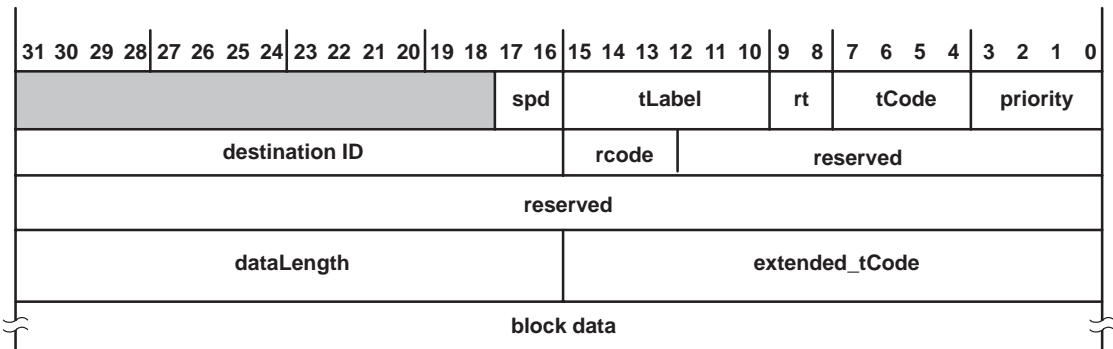 31 30 29 28 27 26 25 24 23 22 21 20 19 18 17 16 15 14 13 12 11 10 9 8 7 6 5 4 3 2 1 0
spd tLabel rt tCode priority
destination ID rcode reserved
reserved
dataLength extended_tCode
block data